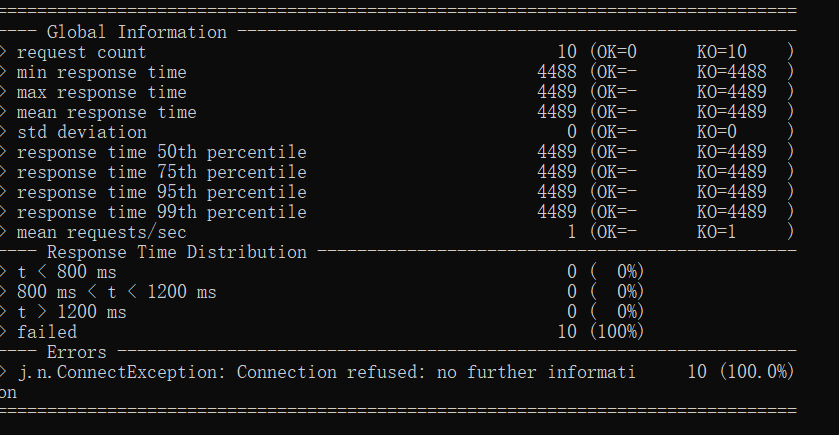 ================================================================================
---- Global Information --------------------------------------------------------
> request count                                         10 (OK=0      KO=10    )
> min response time                                   4488 (OK=-      KO=4488  )
> max response time                                   4489 (OK=-      KO=4489  )
> mean response time                                  4489 (OK=-      KO=4489  )
> std deviation                                          0 (OK=-      KO=0     )
> response time 50th percentile                       4489 (OK=-      KO=4489  )
> response time 75th percentile                       4489 (OK=-      KO=4489  )
> response time 95th percentile                       4489 (OK=-      KO=4489  )
> response time 99th percentile                       4489 (OK=-      KO=4489  )
> mean requests/sec                                      1 (OK=-      KO=1     )
---- Response Time Distribution ------------------------------------------------
> t < 800 ms                                             0 (  0%)
> 800 ms < t < 1200 ms                                   0 (  0%)
> t > 1200 ms                                            0 (  0%)
> failed                                                10 (100%)
---- Errors --------------------------------------------------------------------
> j.n.ConnectException: Connection refused: no further informati     10 (100.0%)
on
================================================================================